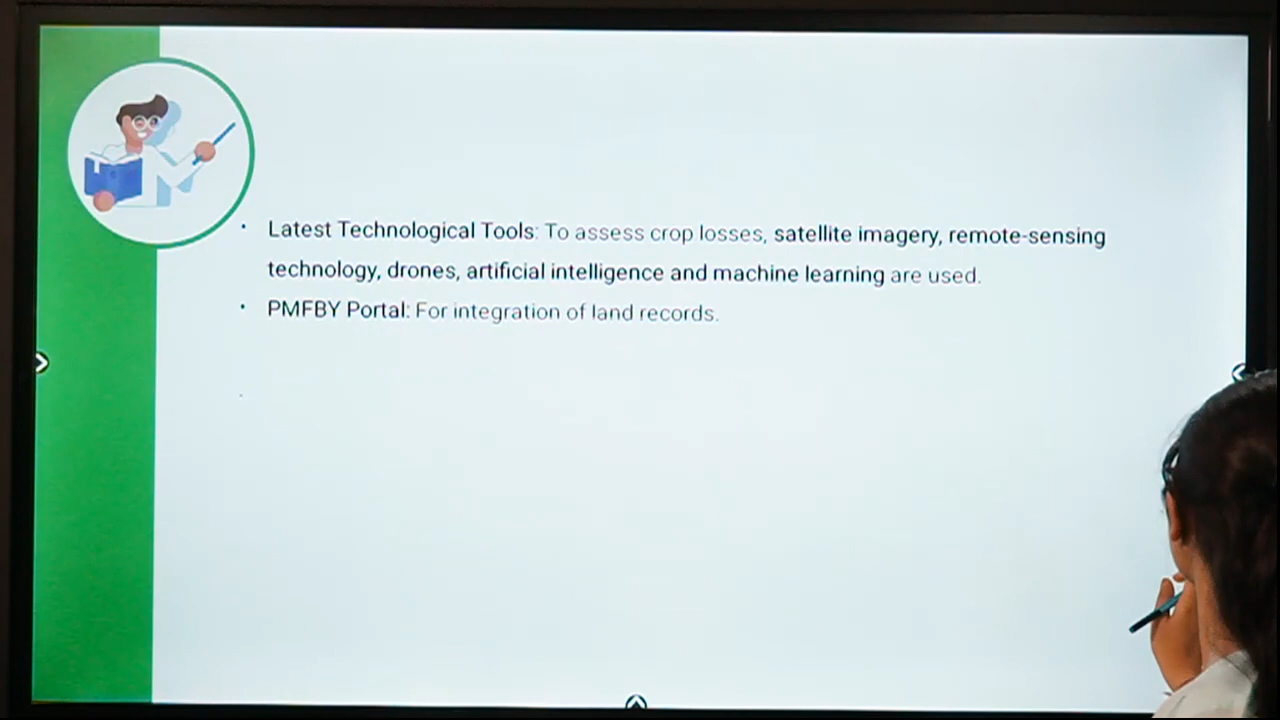 • Latest Technological Tools: To assess crop losses, satellite imagery, remote-sensing
technology, drones, artificial intelligence and machine learning are used.
• PMFBY Portal: For integration of land records.